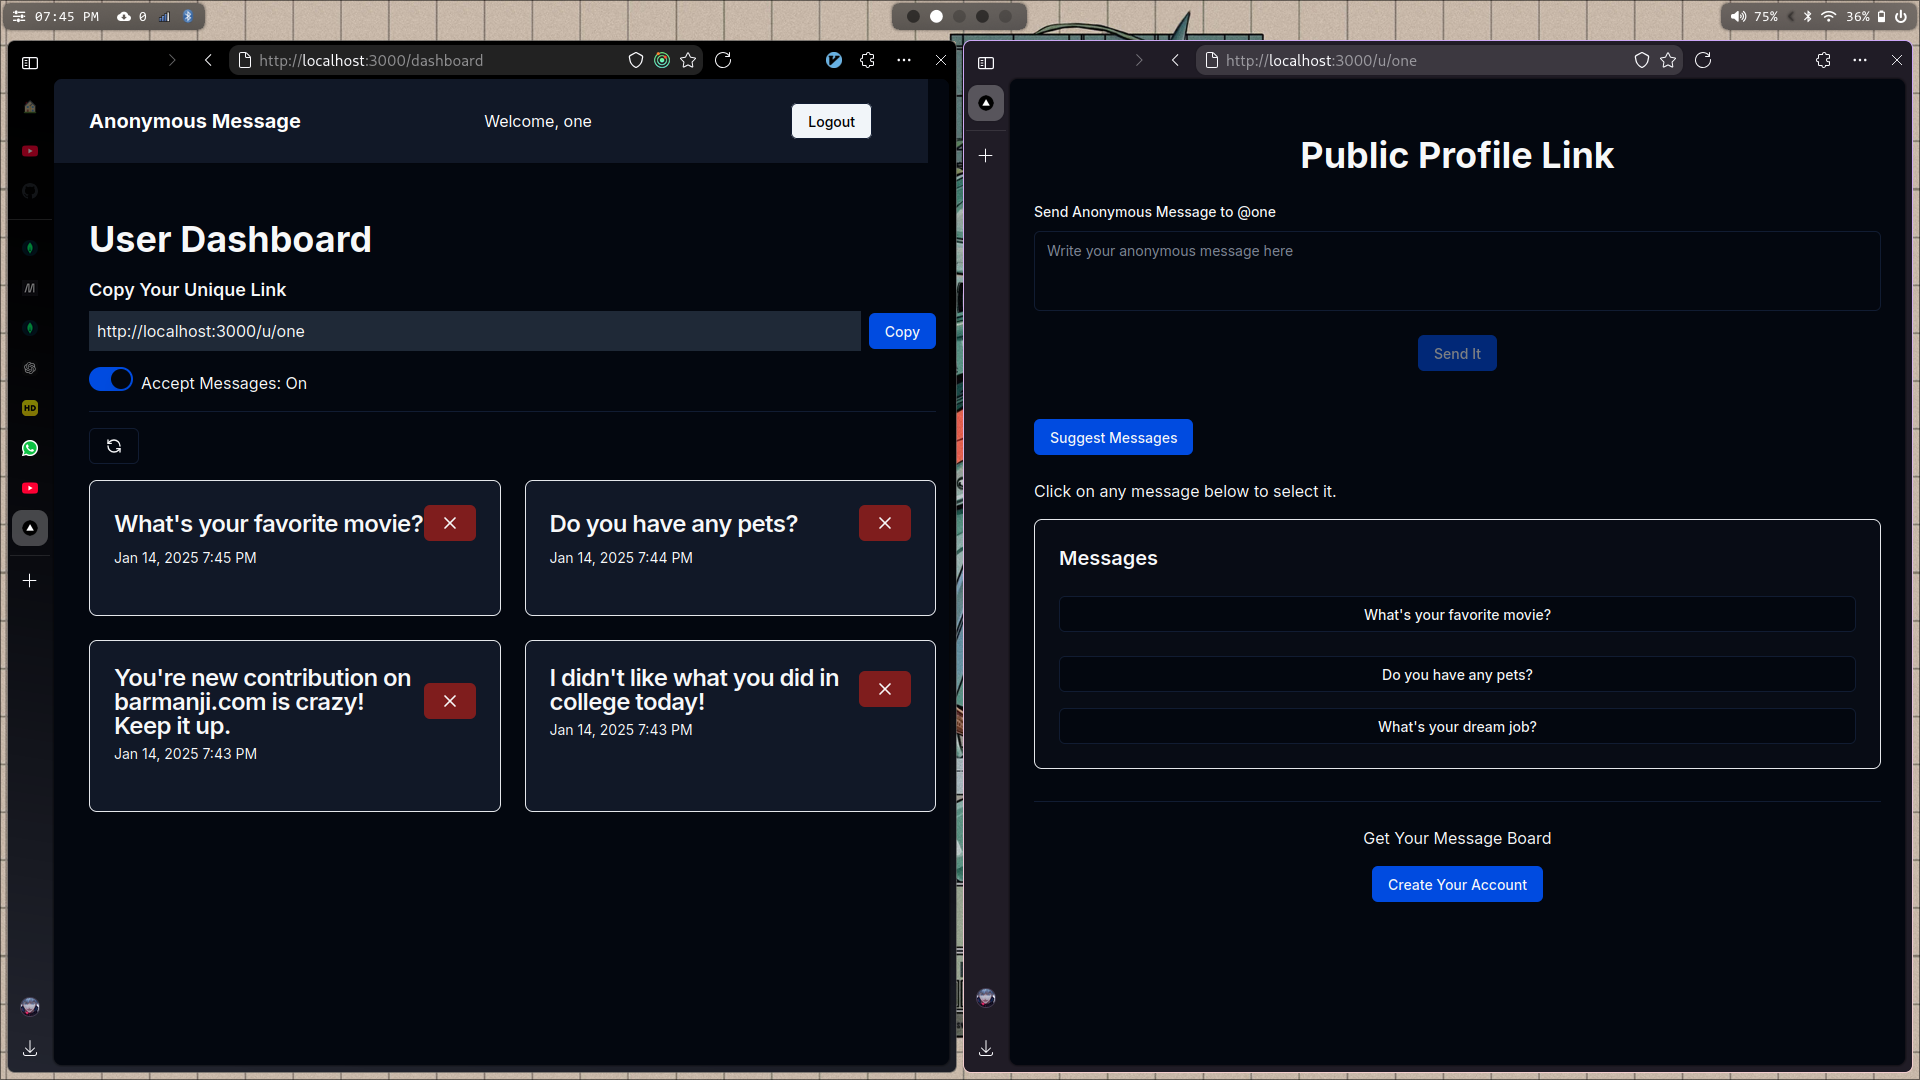 07:45 PM 0
75% 36%
http://localhost:3000/dashboard
Anonymous Message
Welcome, one
Logout
User Dashboard
Copy Your Unique Link
http://localhost:3000/u/one
Copy
Accept Messages: On
What's your favorite movie?
Jan 14, 2025 7:45 PM
Do you have any pets?
Jan 14, 2025 7:44 PM
You're new contribution on
barmanji.com is crazy!
Keep it up.
Jan 14, 2025 7:43 PM
I didn't like what you did in
college today!
Jan 14, 2025 7:43 PM
HD
http://localhost:3000/u/one
Public Profile Link
Send Anonymous Message to @one
Write your anonymous message here
Send It
Suggest Messages
Click on any message below to select it.
Messages
What's your favorite movie?
Do you have any pets?
What's your dream job?
Get Your Message Board
Create Your Account